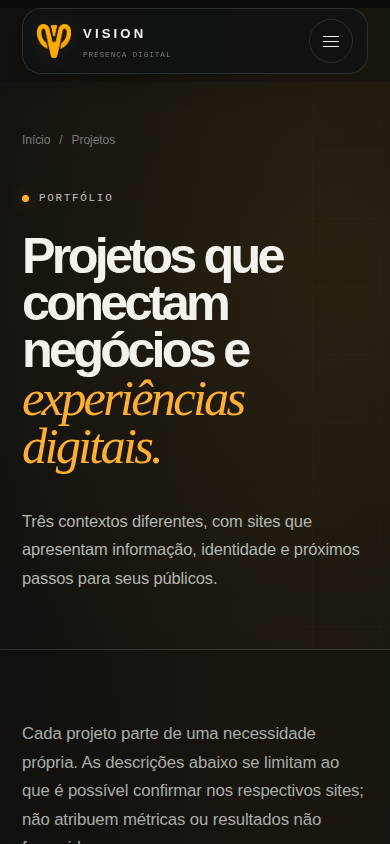 VISION
PRESENÇA DIGITAL
Início / Projetos
PORTFÓLIO
Projetos que
conectam
negócios e
experiências
digitais.
Três contextos diferentes, com sites que
apresentam informação, identidade e próximos
passos para seus públicos.
Cada projeto parte de uma necessidade
própria. As descrições abaixo se limitam ao
que é possível confirmar nos respectivos sites;
não atribuem métricas ou resultados não